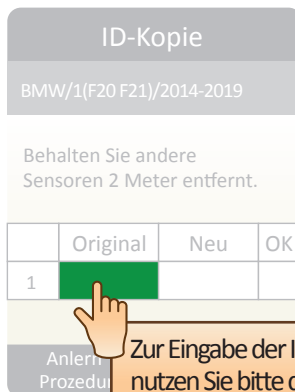 ID-Kopie
BMW/1(F20 F21)/2014-2019
Behalten Sie andere
Sensoren 2 Meter entfernt.
Original Neu OK
1
Anlern
Zur Eingabe der
nutzen Sie bitte